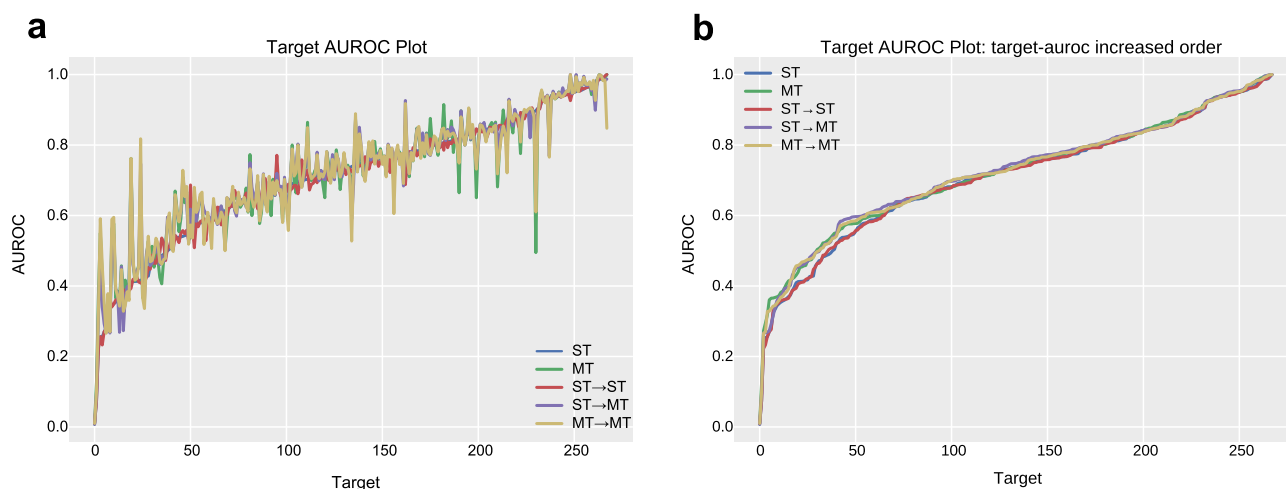 a
Target AUROC Plot
1.0
0.8
0.6
0.4
0.2
0.0
AUROC
0 50 100 150 200 250
Target
ST
MT
ST→ST
ST→MT
MT→MT
b
Target AUROC Plot: target-auroc increased order
1.0
0.8
0.6
0.4
0.2
0.0
AUROC
0 50 100 150 200 250
Target
ST
MT
ST→ST
ST→MT
MT→MT